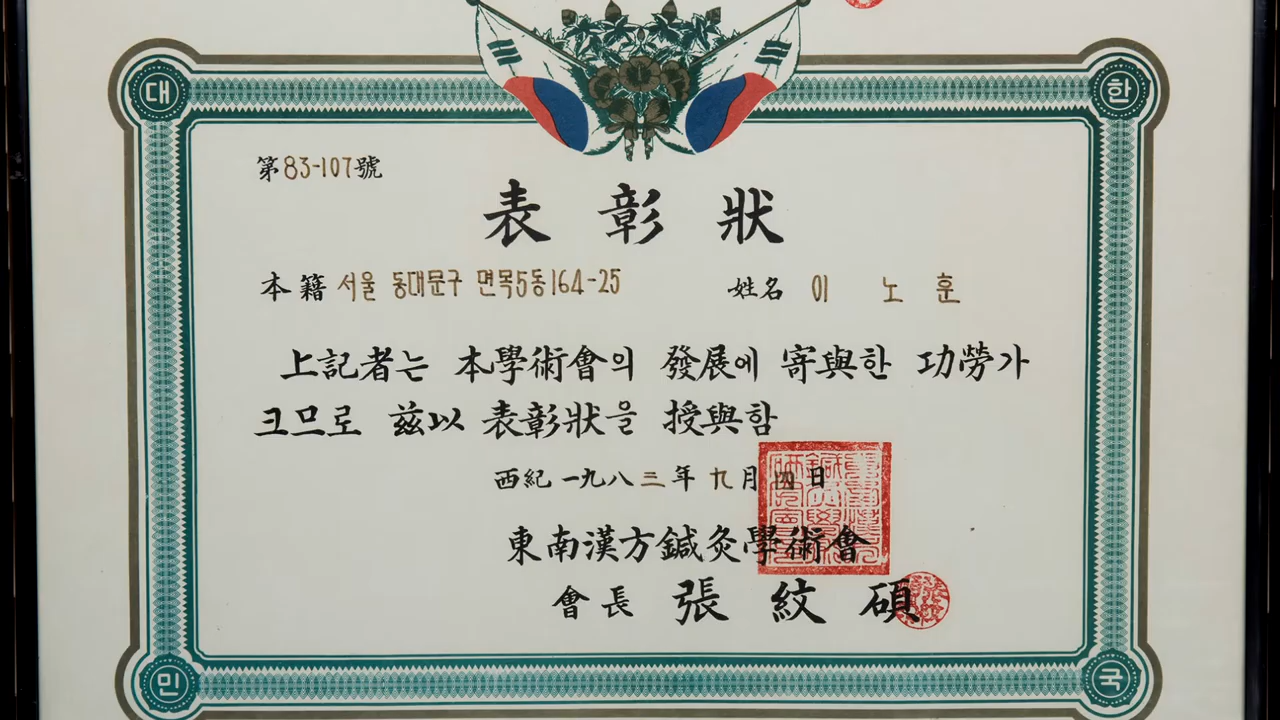 대 한
第83-107號
表彰狀
本籍 서울 동대문구 면목5동164-25 姓名 이 노 훈
上記者는 本學術會의 發展에 寄與한 功勞가
크므로 茲以 表彰狀을 授與함
西紀 一九八三年 九月 四日
東南漢方鍼灸學術會
會長 張紋碩
민 국